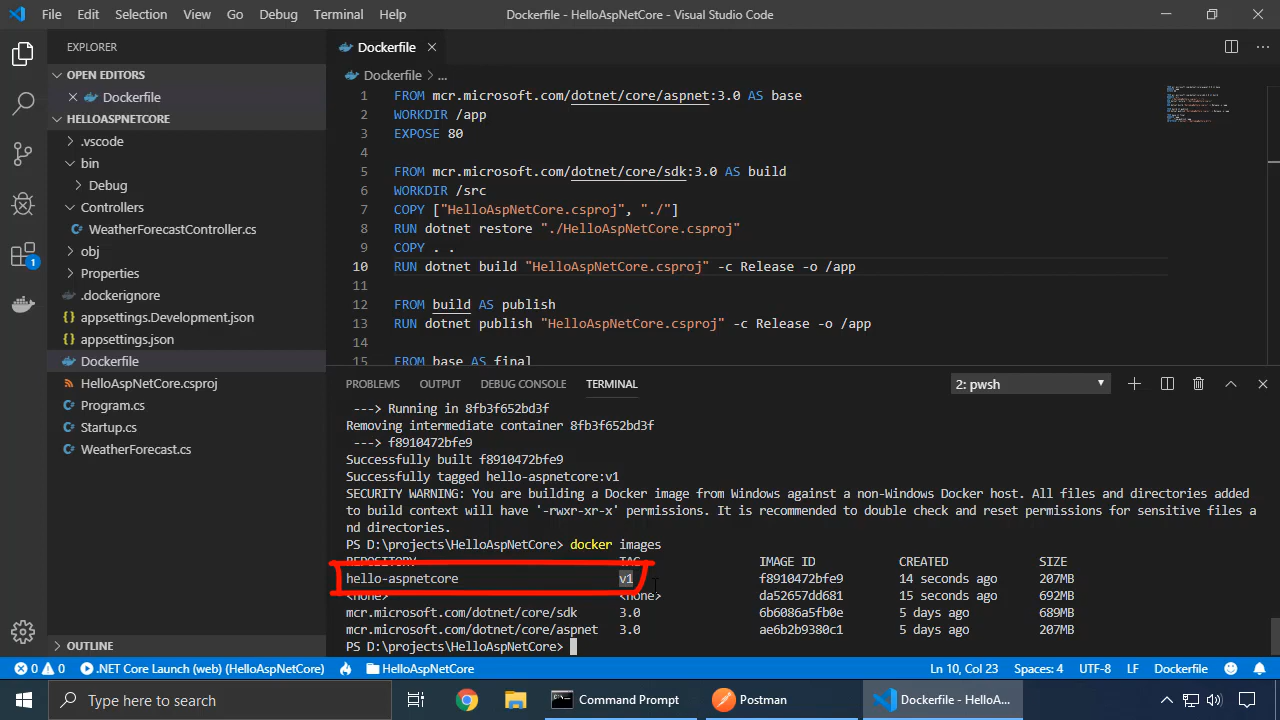 File Edit Selection View Go Debug Terminal Help Dockerfile - HelloAspNetCore - Visual Studio Code
EXPLORER
OPEN EDITORS
Dockerfile
HELLOASPNETCORE
.vscode
bin
Debug
Controllers
WeatherForecastController.cs
obj
Properties
.dockerignore
appsettings.Development.json
appsettings.json
Dockerfile
HelloAspNetCore.csproj
Program.cs
Startup.cs
WeatherForecast.cs
OUTLINE
1
Dockerfile
Dockerfile > ...
1 FROM mcr.microsoft.com/dotnet/core/aspnet:3.0 AS base
2 WORKDIR /app
3 EXPOSE 80
4
5 FROM mcr.microsoft.com/dotnet/core/sdk:3.0 AS build
6 WORKDIR /src
7 COPY ["HelloAspNetCore.csproj", "./"]
8 RUN dotnet restore "./HelloAspNetCore.csproj"
9 COPY . .
10 RUN dotnet build "HelloAspNetCore.csproj" -c Release -o /app
11
12 FROM build AS publish
13 RUN dotnet publish "HelloAspNetCore.csproj" -c Release -o /app
14
15 FROM base AS final
PROBLEMS OUTPUT DEBUG CONSOLE TERMINAL 2: pwsh
---> Running in 8fb3f652bd3f
Removing intermediate container 8fb3f652bd3f
---> f8910472bfe9
Successfully built f8910472bfe9
Successfully tagged hello-aspnetcore:v1
SECURITY WARNING: You are building a Docker image from Windows against a non-Windows Docker host. All files and directories added
to build context will have '-rwxr-xr-x' permissions. It is recommended to double check and reset permissions for sensitive files a
nd directories.
PS D:\projects\HelloAspNetCore> docker images
REPOSITORY TAG IMAGE ID CREATED SIZE
hello-aspnetcore v1 f8910472bfe9 14 seconds ago 207MB
<none> <none> da52657dd681 15 seconds ago 692MB
mcr.microsoft.com/dotnet/core/sdk 3.0 6b6086a5fb0e 5 days ago 689MB
mcr.microsoft.com/dotnet/core/aspnet 3.0 ae6b2b9380c1 5 days ago 207MB
PS D:\projects\HelloAspNetCore>
0 0 .NET Core Launch (web) (HelloAspNetCore) HelloAspNetCore Ln 10, Col 23 Spaces: 4 UTF-8 LF Dockerfile
Type here to search Command Prompt Postman Dockerfile - HelloA...